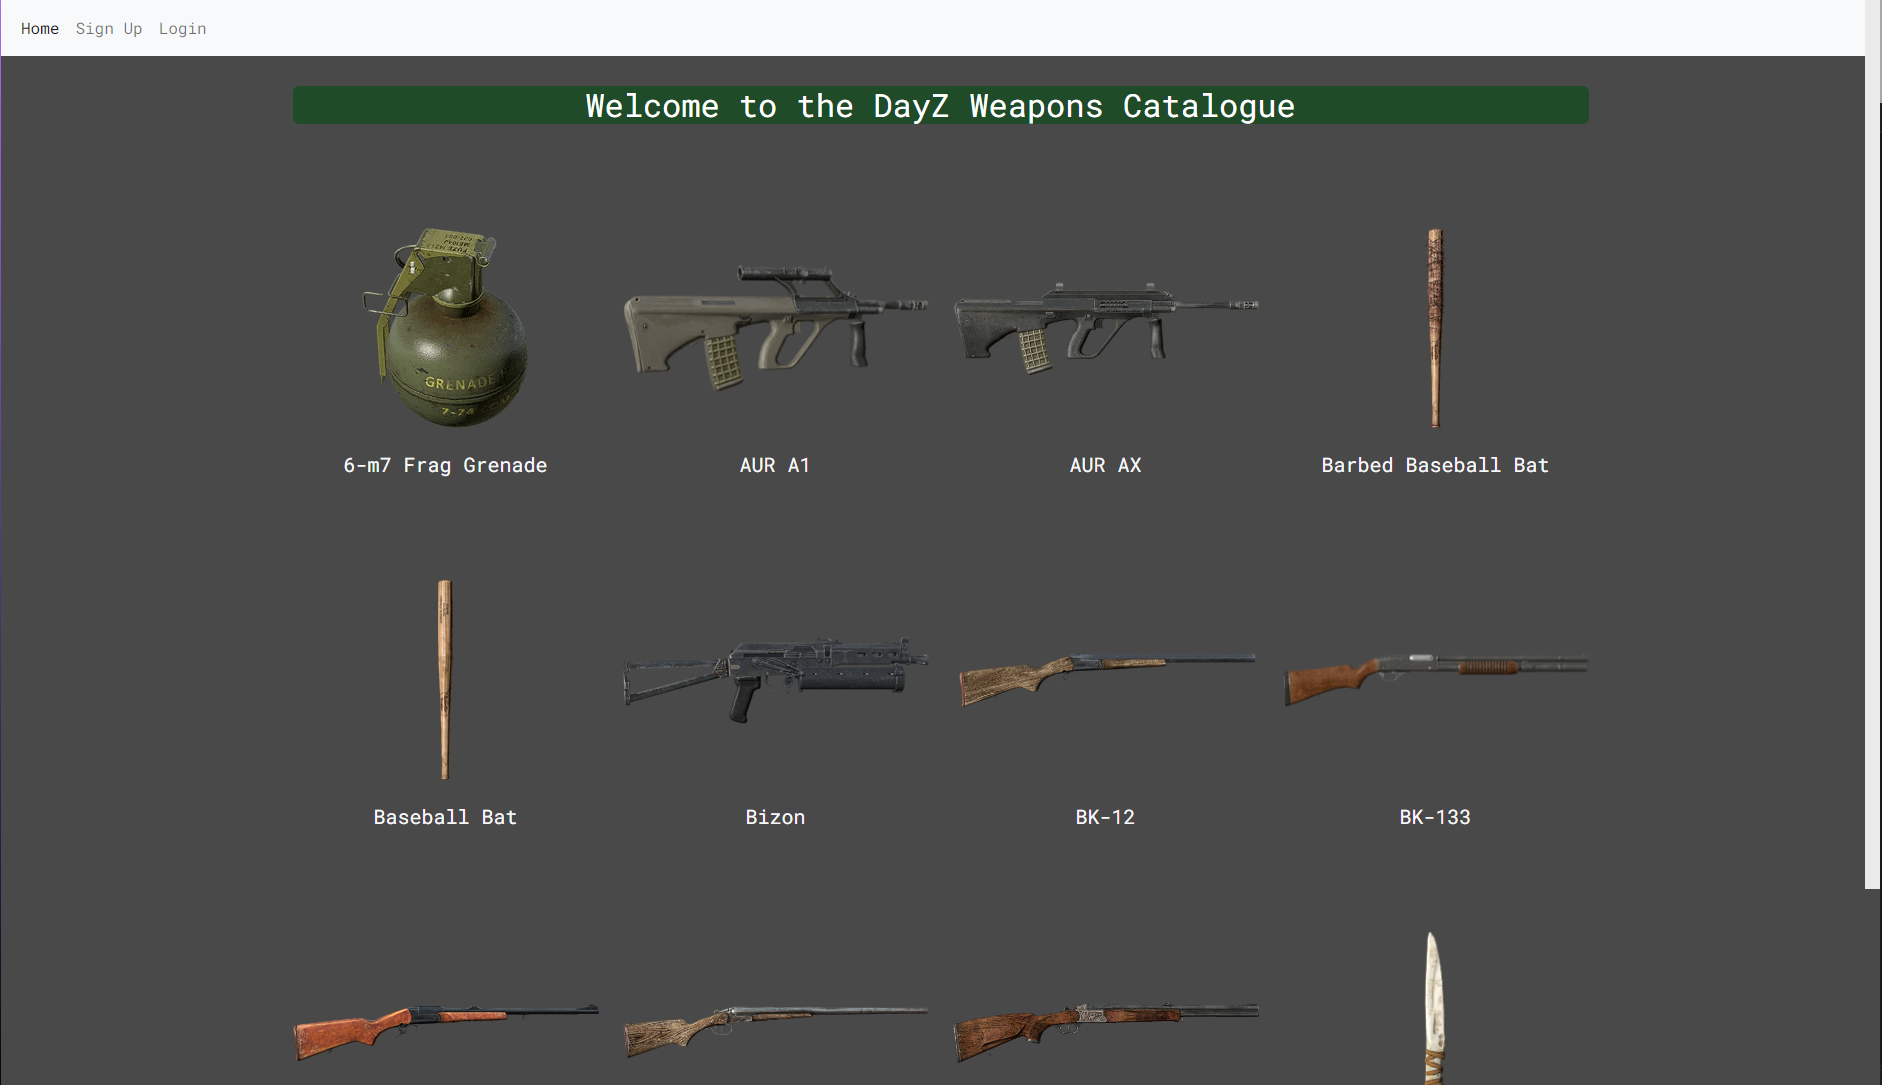 Home Sign Up Login
Welcome to the DayZ Weapons Catalogue
GRENADE
7-74
6-m7 Frag Grenade
AUR A1
AUR AX
Barbed Baseball Bat
Baseball Bat
Bizon
BK-12
BK-133